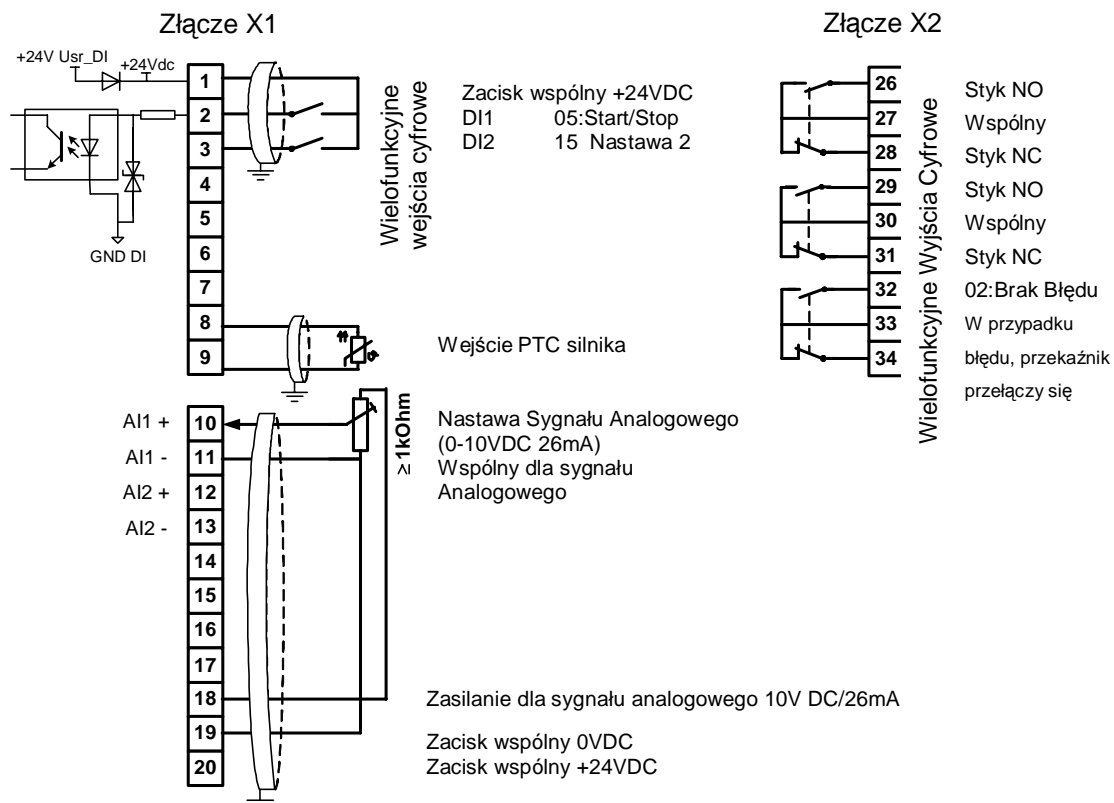 Złącze X1
+24V Usr_DI
+24Vdc
GND DI
1
2
3
4
5
6
7
8
9
Wielofunkcyjne
wejścia cyfrowe
Zacisk wspólny +24VDC
DI1 05:Start/Stop
DI2 15 Nastawa 2
Wejście PTC silnika
AI1 +
AI1 -
AI2 +
AI2 -
10
11
12
13
14
15
16
17
18
19
20
≥1kOhm
Nastawa Sygnału Analogowego
(0-10VDC 26mA)
Wspólny dla sygnału
Analogowego
Zasilanie dla sygnału analogowego 10V DC/26mA
Zacisk wspólny 0VDC
Zacisk wspólny +24VDC
Złącze X2
26
27
28
29
30
31
32
33
34
Wielofunkcyjne Wyjścia Cyfrowe
Styk NO
Wspólny
Styk NC
Styk NO
Wspólny
Styk NC
02:Brak Błędu
W przypadku
błędu, przekaźnik
przełączy się